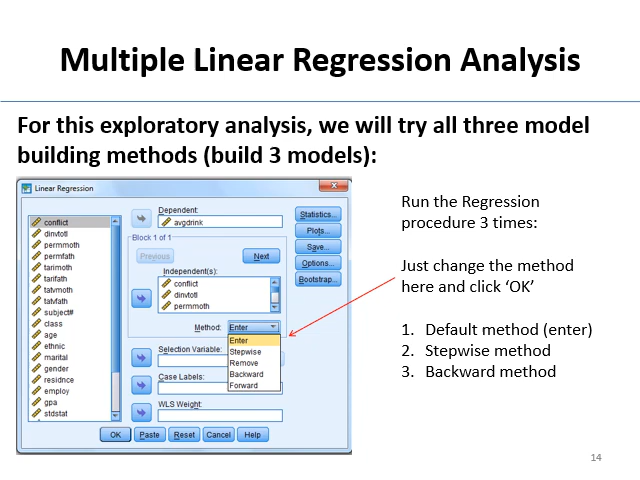 Multiple Linear Regression Analysis
For this exploratory analysis, we will try all three model
building methods (build 3 models):
Linear Regression
conflict
dinvtotl
permmoth
permfath
tarimoth
tarifath
tatvmoth
tatvfath
subject#
class
age
ethnic
marital
gender
residnce
employ
gpa
stdstat
Dependent:
avgdrink
Block 1 of 1
Previous
Next
Independent(s):
conflict
dinvtotl
permmoth
Method:
Enter
Enter
Stepwise
Remove
Backward
Forward
Selection Variable:
Case Labels:
WLS Weight:
Statistics...
Plots...
Save...
Options...
Bootstrap...
OK
Paste
Reset
Cancel
Help
Run the Regression
procedure 3 times:
Just change the method
here and click ‘OK’
1. Default method (enter)
2. Stepwise method
3. Backward method
14